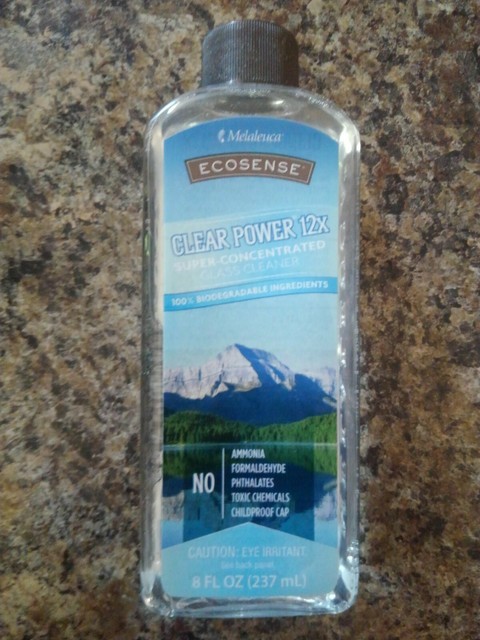 Melaleuca
ECOSENSE
CLEAR POWER 12x
SUPER-CONCENTRATED
GLASS CLEANER
100% BIODEGRADABLE INGREDIENTS
NO
AMMONIA
FORMALDEHYDE
PHTHALATES
TOXIC CHEMICALS
CHILDPROOF CAP
CAUTION: EYE IRRITANT.
See back panel.
8 FL OZ (237 mL)